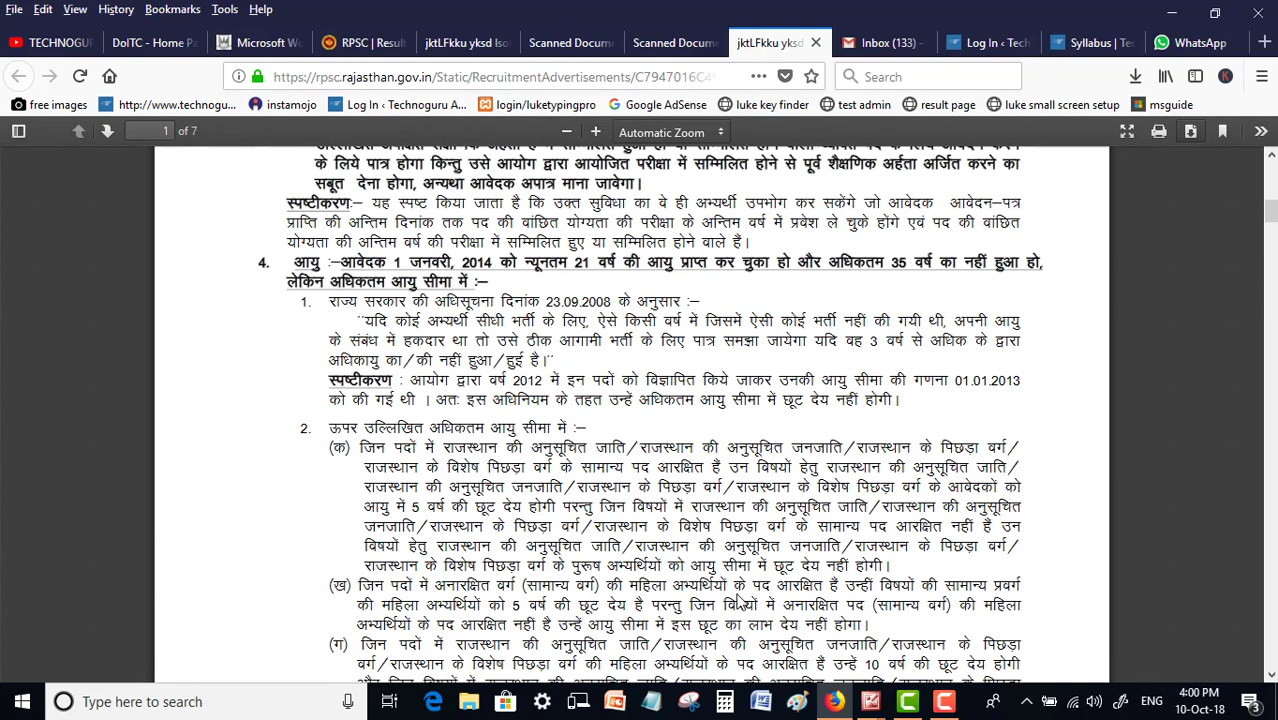 File Edit View History Bookmarks Tools Help
TECHNOGUR DoITC - Home Pa Microsoft Wo RPSC | Result jktLFkku yksd lso Scanned Docume Scanned Docume jktLFkku yksd Inbox (133) - Log In ‹ Tech Syllabus | Tec WhatsApp
https://rpsc.rajasthan.gov.in/Static/RecruitmentAdvertisements/C7947016C4 Search
free images http://www.technogu... instamojo Log In ‹ Technoguru A... login/luketypingpro Google AdSense luke key finder test admin result page luke small screen setup msguide
1 of 7 Automatic Zoom
के लिये पात्र होगा किन्तु उसे आयोग द्वारा आयोजित परीक्षा में सम्मिलित होने से पूर्व शैक्षणिक अर्हता अर्जित करने का
सबूत देना होगा, अन्यथा आवेदक अपात्र माना जावेगा।
स्पष्टीकरण:– यह स्पष्ट किया जाता है कि उक्त सुविधा का वे ही अभ्यर्थी उपभोग कर सकेंगे जो आवेदक आवेदन–पत्र
प्राप्ति की अन्तिम दिनांक तक पद की वांछित योग्यता की परीक्षा के अन्तिम वर्ष में प्रवेश ले चुके होंगे एवं पद की वांछित
योग्यता की अन्तिम वर्ष की परीक्षा में सम्मिलित हुए या सम्मिलित होने वाले हैं।
4. आयु :–आवेदक 1 जनवरी, 2014 को न्यूनतम 21 वर्ष की आयु प्राप्त कर चुका हो और अधिकतम 35 वर्ष का नहीं हुआ हो,
लेकिन अधिकतम आयु सीमा में :–
1. राज्य सरकार की अधिसूचना दिनांक 23.09.2008 के अनुसार :–
´´यदि कोई अभ्यर्थी सीधी भर्ती के लिए, ऐसे किसी वर्ष में जिसमें ऐसी कोई भर्ती नहीं की गयी थी, अपनी आयु
के संबंध में हकदार था तो उसे ठीक आगामी भर्ती के लिए पात्र समझा जायेगा यदि वह 3 वर्ष से अधिक के द्वारा
अधिकायु का/की नहीं हुआ/हुई है।´´
स्पष्टीकरण : आयोग द्वारा वर्ष 2012 में इन पदों को विज्ञापित किये जाकर उनकी आयु सीमा की गणना 01.01.2013
को की गई थी । अतः इस अधिनियम के तहत उन्हें अधिकतम आयु सीमा में छूट देय नहीं होगी।
2. ऊपर उल्लिखित अधिकतम आयु सीमा में :–
(क) जिन पदों में राजस्थान की अनुसूचित जाति/राजस्थान की अनुसूचित जनजाति/राजस्थान के पिछड़ा वर्ग/
राजस्थान के विशेष पिछड़ा वर्ग के सामान्य पद आरक्षित हैं उन विषयों हेतु राजस्थान की अनुसूचित जाति/
राजस्थान की अनुसूचित जनजाति/राजस्थान के पिछड़ा वर्ग/राजस्थान के विशेष पिछड़ा वर्ग के आवेदकों को
आयु में 5 वर्ष की छूट देय होगी परन्तु जिन विषयों में राजस्थान की अनुसूचित जाति/राजस्थान की अनुसूचित
जनजाति/राजस्थान के पिछड़ा वर्ग/राजस्थान के विशेष पिछड़ा वर्ग के सामान्य पद आरक्षित नहीं है उन
विषयों हेतु राजस्थान की अनुसूचित जाति/राजस्थान की अनुसूचित जनजाति/राजस्थान के पिछड़ा वर्ग/
राजस्थान के विशेष पिछड़ा वर्ग के पुरूष अभ्यर्थियों को आयु सीमा में छूट देय नहीं होगी।
(ख) जिन पदों में अनारक्षित वर्ग (सामान्य वर्ग) की महिला अभ्यर्थियों के पद आरक्षित हैं उन्हीं विषयों की सामान्य प्रवर्ग
की महिला अभ्यर्थियों को 5 वर्ष की छूट देय है परन्तु जिन विषयों में अनारक्षित पद (सामान्य वर्ग) की महिला
अभ्यर्थियों के पद आरक्षित नहीं है उन्हें आयु सीमा में इस छूट का लाभ देय नहीं होगा।
(ग) जिन पदों में राजस्थान की अनुसूचित जाति/राजस्थान की अनुसूचित जनजाति/राजस्थान के पिछड़ा
वर्ग/राजस्थान के विशेष पिछड़ा वर्ग की महिला अभ्यर्थियों के पद आरक्षित हैं उन्हें 10 वर्ष की छूट देय होगी
Type here to search ENG 4:00 PM
10-Oct-18 3